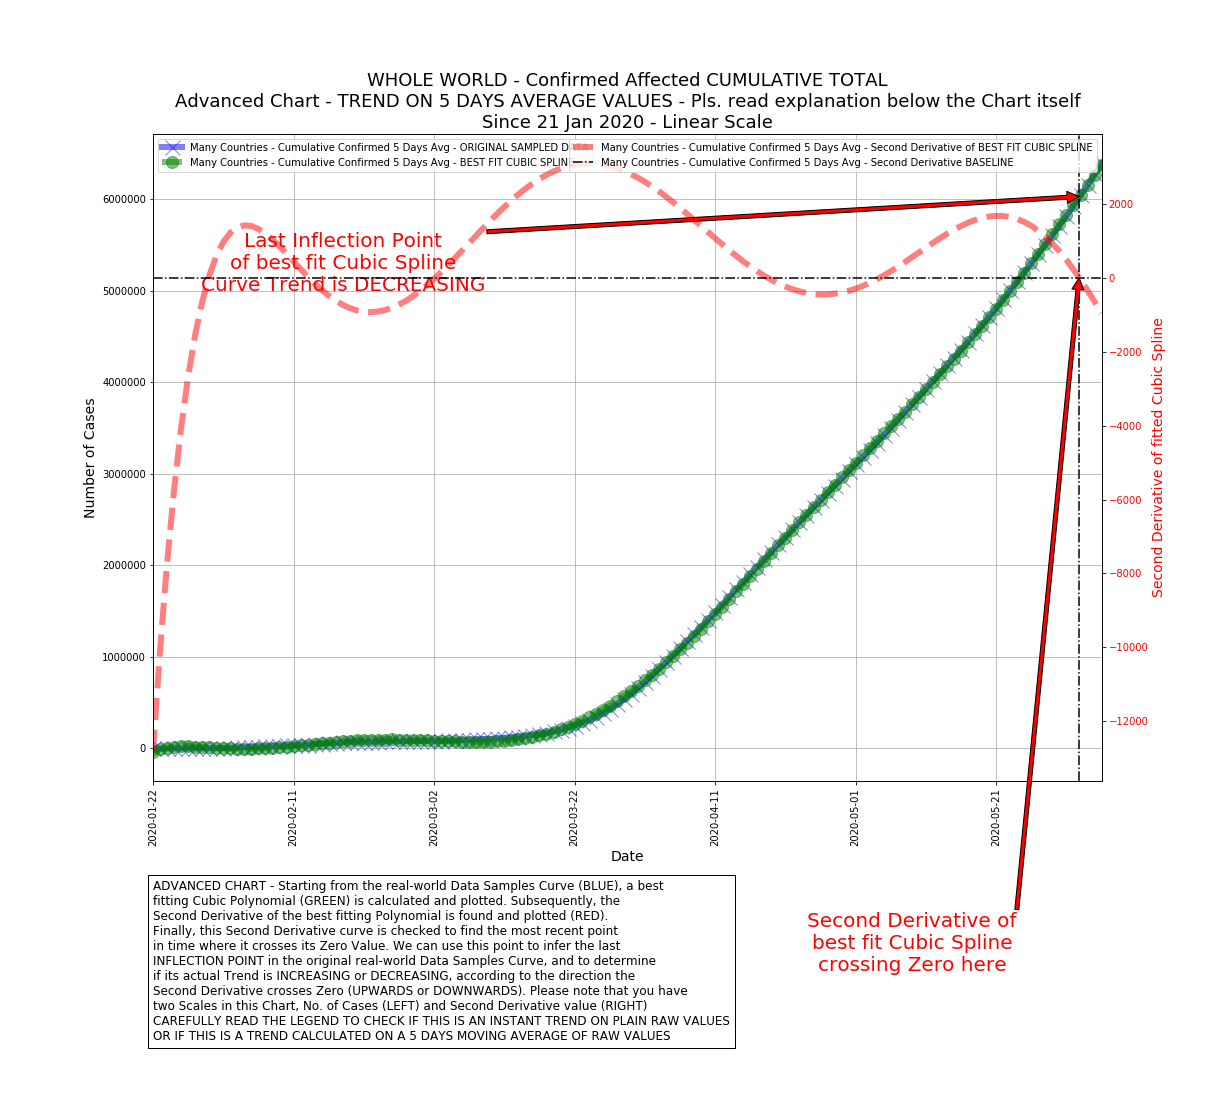 WHOLE WORLD - Confirmed Affected CUMULATIVE TOTAL
Advanced Chart - TREND ON 5 DAYS AVERAGE VALUES - Pls. read explanation below the Chart itself
Since 21 Jan 2020 - Linear Scale
Many Countries - Cumulative Confirmed 5 Days Avg - ORIGINAL SAMPLED DATA
Many Countries - Cumulative Confirmed 5 Days Avg - BEST FIT CUBIC SPLINE
Many Countries - Cumulative Confirmed 5 Days Avg - Second Derivative of BEST FIT CUBIC SPLINE
Many Countries - Cumulative Confirmed 5 Days Avg - Second Derivative BASELINE
Last Inflection Point
of best fit Cubic Spline
Curve Trend is DECREASING
Number of Cases
6000000
5000000
4000000
3000000
2000000
1000000
0
2000
0
−2000
−4000
−6000
−8000
−10000
−12000
Second Derivative of fitted Cubic Spline
2020-01-22
2020-02-11
2020-03-02
2020-03-22
2020-04-11
2020-05-01
2020-05-21
Date
ADVANCED CHART - Starting from the real-world Data Samples Curve (BLUE), a best
fitting Cubic Polynomial (GREEN) is calculated and plotted. Subsequently, the
Second Derivative of the best fitting Polynomial is found and plotted (RED).
Finally, this Second Derivative curve is checked to find the most recent point
in time where it crosses its Zero Value. We can use this point to infer the last
INFLECTION POINT in the original real-world Data Samples Curve, and to determine
if its actual Trend is INCREASING or DECREASING, according to the direction the
Second Derivative crosses Zero (UPWARDS or DOWNWARDS). Please note that you have
two Scales in this Chart, No. of Cases (LEFT) and Second Derivative value (RIGHT)
CAREFULLY READ THE LEGEND TO CHECK IF THIS IS AN INSTANT TREND ON PLAIN RAW VALUES
OR IF THIS IS A TREND CALCULATED ON A 5 DAYS MOVING AVERAGE OF RAW VALUES
Second Derivative of
best fit Cubic Spline
crossing Zero here